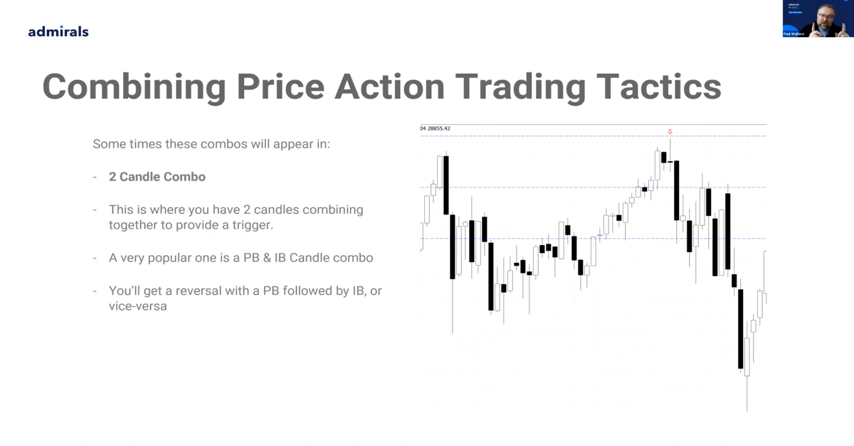 admirals
Combining Price Action Trading Tactics
Some times these combos will appear in:
- 2 Candle Combo
- This is where you have 2 candles combining
together to provide a trigger.
- A very popular one is a PB & IB Candle combo
- You'll get a reversal with a PB followed by IB, or
vice-versa
04 28855.42
admirals